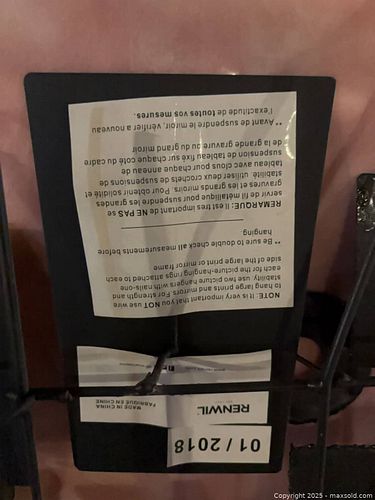 01 / 2018
RENWIL
MADE IN CHINA
FABRIQUE EN CHINE
NOTE: It is very important that you NOT use wire
to hang large prints and mirrors. For strength and
stability, use two picture hangers with nails-one
for each for the picture-hanging rings attached to each
side of the large print or mirror frame
** Be sure to double check all measurements before
hanging.
REMARQUE: Il est très important de NE PAS se
servir de fil métallique pour suspendre les grandes
gravures et les grands miroirs. Pour obtenir solidité et
stabilité, utilisez deux crochets de suspensions de
tableau avec clous pour chaque anneau de
suspension de tableau fixé sur chaque coté du cadre
de la gravure grandeur ou du grand miroir
** Avant de suspendre le miroir, vérifier a nouveau
l'exactitude de toutes vos mesures.
Copyright 2025 - maxsold.com